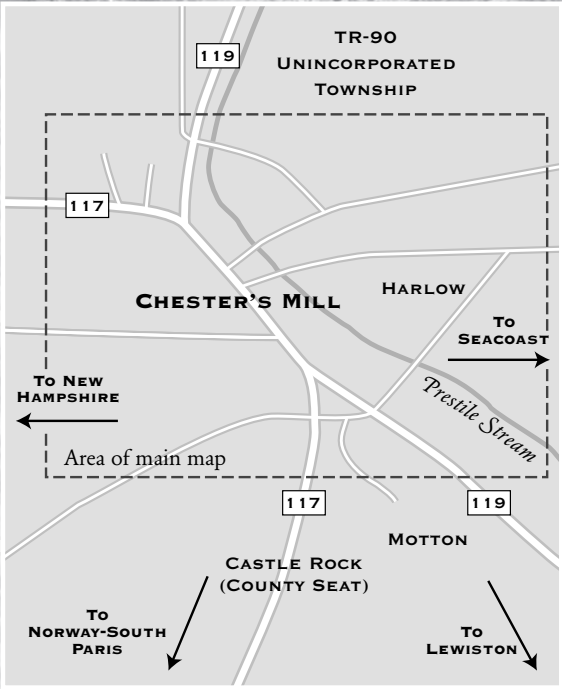 119
TR-90
Unincorporated
Township
117
Chester's Mill
Harlow
To
Seacoast
To New
Hampshire
Prestile Stream
Area of main map
117
119
Motton
Castle Rock
(County Seat)
To
Norway-South
Paris
To
Lewiston